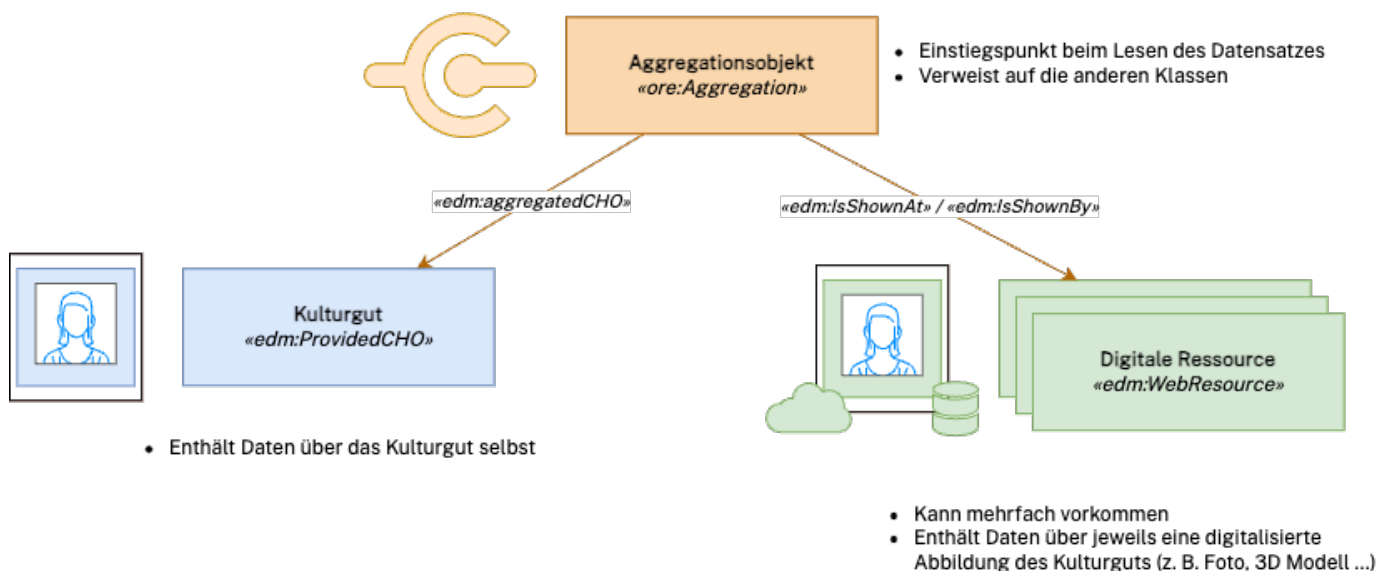 Aggregationsobjekt
«ore:Aggregation»
• Einstiegspunkt beim Lesen des Datensatzes
• Verweist auf die anderen Klassen
«edm:aggregatedCHO»
«edm:IsShownAt» / «edm:IsShownBy»
Kulturgut
«edm:ProvidedCHO»
Digitale Ressource
«edm:WebResource»
• Enthält Daten über das Kulturgut selbst
• Kann mehrfach vorkommen
• Enthält Daten über jeweils eine digitalisierte
Abbildung des Kulturguts (z. B. Foto, 3D Modell ...)